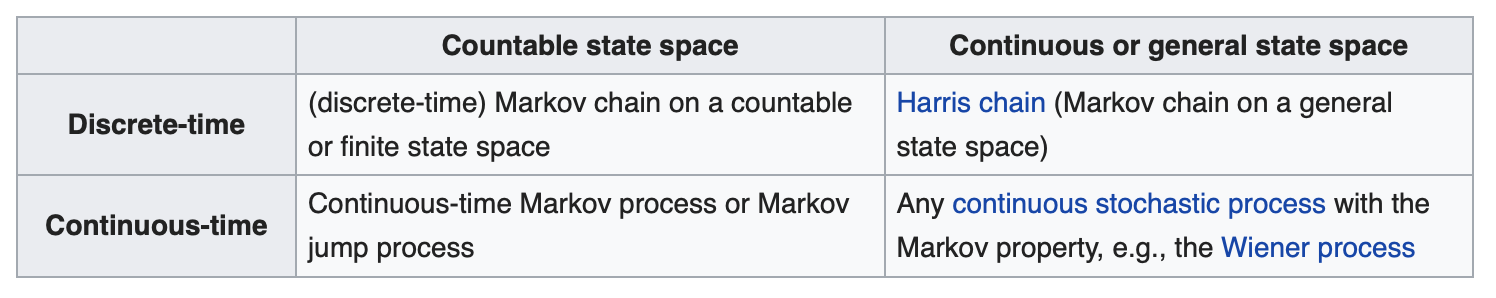 Countable state space
Continuous or general state space
Discrete-time
(discrete-time) Markov chain on a countable
or finite state space
Harris chain (Markov chain on a general
state space)
Continuous-time
Continuous-time Markov process or Markov
jump process
Any continuous stochastic process with the
Markov property, e.g., the Wiener process